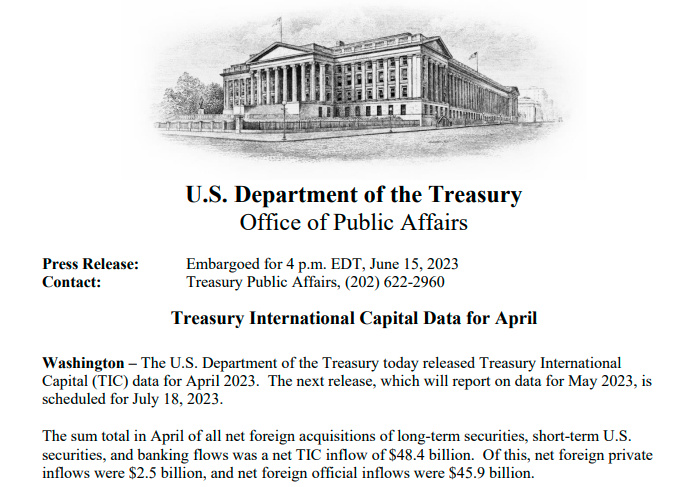 U.S. Department of the Treasury
Office of Public Affairs
Press Release: Embargoed for 4 p.m. EDT, June 15, 2023
Contact: Treasury Public Affairs, (202) 622-2960
Treasury International Capital Data for April
Washington – The U.S. Department of the Treasury today released Treasury International
Capital (TIC) data for April 2023.  The next release, which will report on data for May 2023, is
scheduled for July 18, 2023.
The sum total in April of all net foreign acquisitions of long-term securities, short-term U.S.
securities, and banking flows was a net TIC inflow of $48.4 billion.  Of this, net foreign private
inflows were $2.5 billion, and net foreign official inflows were $45.9 billion.